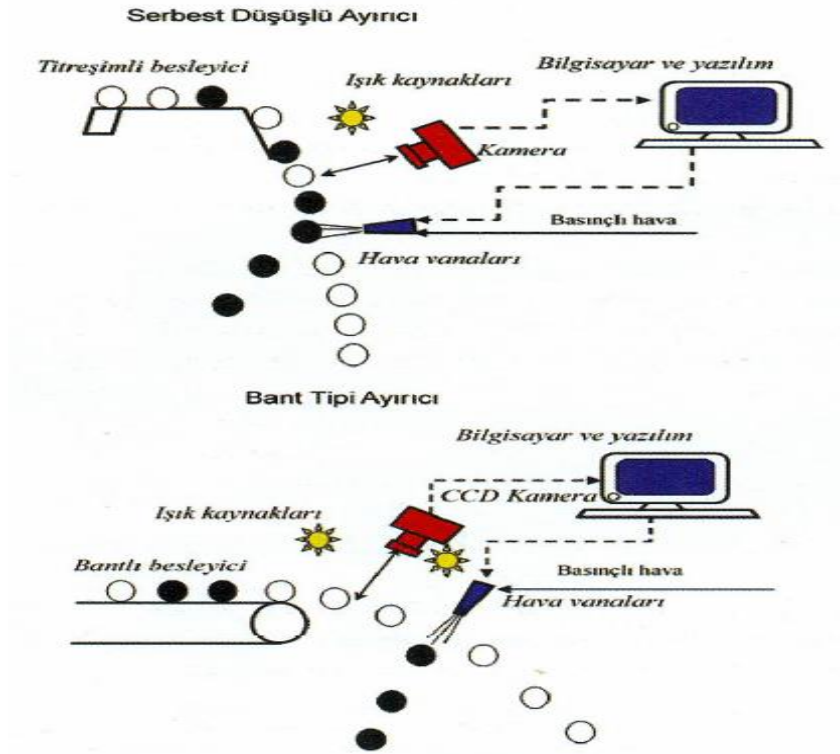 Serbest Düşüşlü Ayırıcı
Titreşimli besleyici
Işık kaynakları
Bilgisayar ve yazılım
Kamera
Basınçlı hava
Hava vanaları
Bant Tipi Ayırıcı
Bilgisayar ve yazılım
CCD Kamera
Işık kaynakları
Bantlı besleyici
Basınçlı hava
Hava vanaları